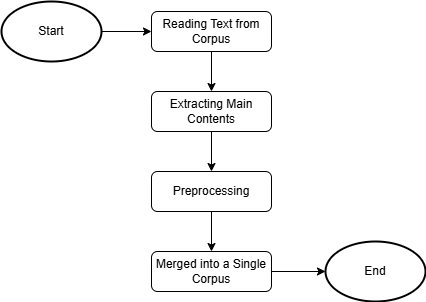 Start
Reading Text from
Corpus
Extracting Main
Contents
Preprocessing
Merged into a Single
Corpus
End